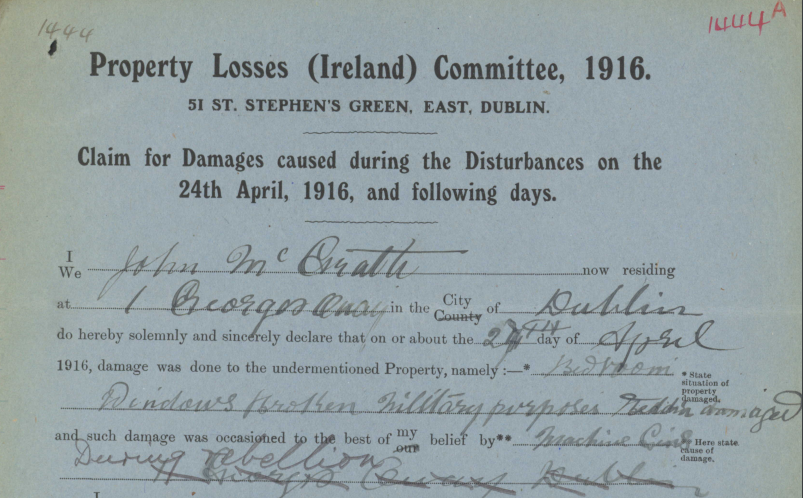 1444
1444A
Property Losses (Ireland) Committee, 1916.
51 ST. STEPHEN'S GREEN, EAST, DUBLIN.
Claim for Damages caused during the Disturbances on the
24th April, 1916, and following days.
I
We John McGrath now residing
at 1 Georges Quay in the City County of Dublin
do hereby solemnly and sincerely declare that on or about the 27th day of April
1916, damage was done to the undermentioned Property, namely :—* Bedroom
* State situation of property damaged.
Windows broken Military purposes damaged
and such damage was occasioned to the best of my our belief by** Machine
** Here state cause of damage.
During rebellion
Georges Quay Dublin
I